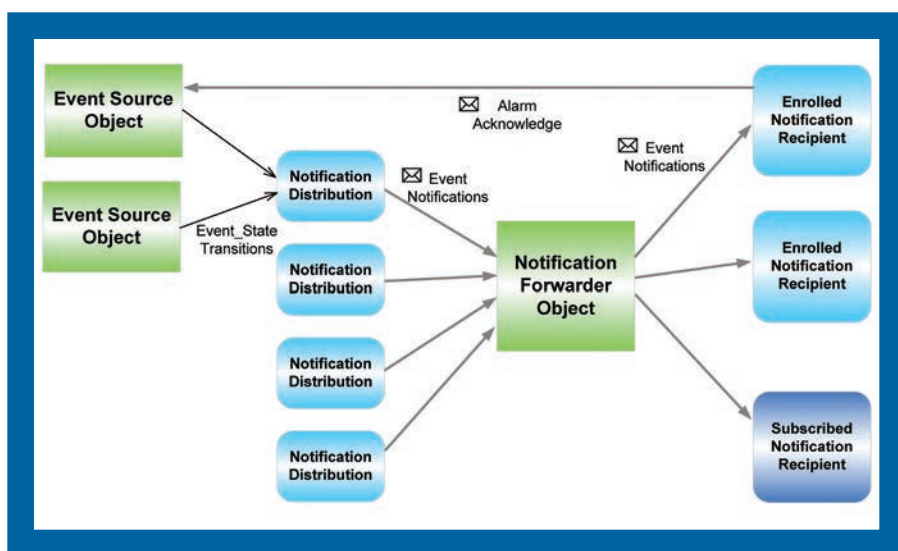 Event Source
Object
Alarm
Acknowledge
Enrolled
Notification
Recipient
Event
Notifications
Notification
Distribution
Event
Notifications
Event Source
Object
Event_State
Transitions
Notification
Distribution
Notification
Forwarder
Object
Enrolled
Notification
Recipient
Notification
Distribution
Notification
Distribution
Subscribed
Notification
Recipient